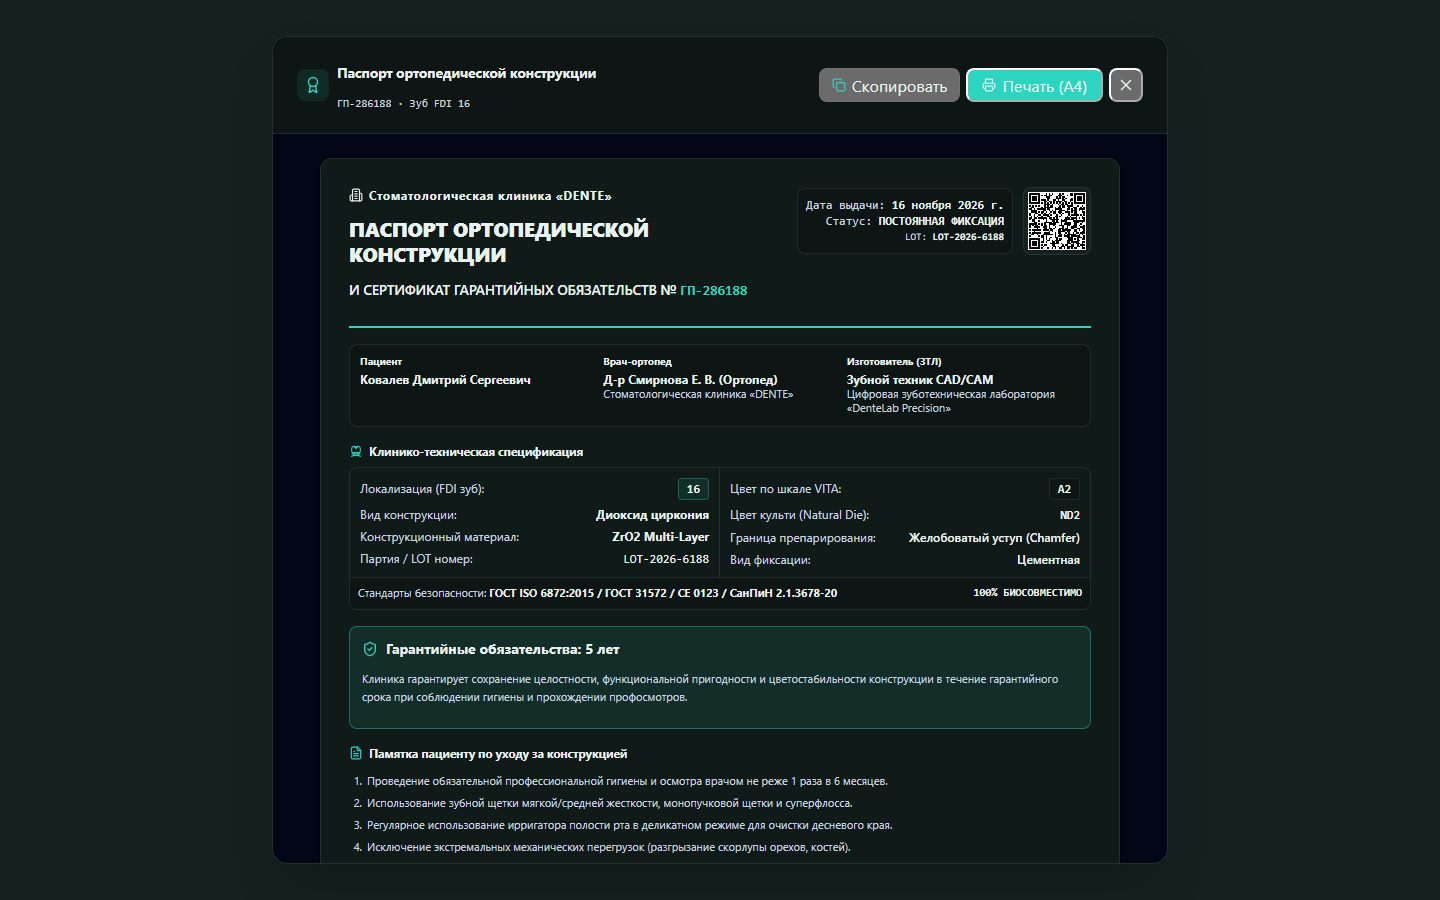 Паспорт ортопедической конструкции
ГП-286188 · Зуб FDI 16
Скопировать
Печать (A4)
Стоматологическая клиника «DENTE»
ПАСПОРТ ОРТОПЕДИЧЕСКОЙ
КОНСТРУКЦИИ
И СЕРТИФИКАТ ГАРАНТИЙНЫХ ОБЯЗАТЕЛЬСТВ № ГП-286188
Дата выдачи: 16 ноября 2026 г.
Статус: ПОСТОЯННАЯ ФИКСАЦИЯ
LOT: LOT-2026-6188
Пациент
Ковалев Дмитрий Сергеевич
Врач-ортопед
Д-р Смирнова Е. В. (Ортопед)
Стоматологическая клиника «DENTE»
Изготовитель (ЗТЛ)
Зубной техник CAD/CAM
Цифровая зуботехническая лаборатория
«DenteLab Precision»
Клинико-техническая спецификация
Локализация (FDI зуб): 16
Вид конструкции: Диоксид циркония
Конструкционный материал: ZrO2 Multi-Layer
Партия / LOT номер: LOT-2026-6188
Цвет по шкале VITA: A2
Цвет культи (Natural Die): ND2
Граница препарирования: Желобоватый уступ (Chamfer)
Вид фиксации: Цементная
Стандарты безопасности: ГОСТ ISO 6872:2015 / ГОСТ 31572 / CE 0123 / СанПиН 2.1.3678-20
100% БИОСОВМЕСТИМО
Гарантийные обязательства: 5 лет
Клиника гарантирует сохранение целостности, функциональной пригодности и цветостабильности конструкции в течение гарантийного
срока при соблюдении гигиены и прохождении профосмотров.
Памятка пациенту по уходу за конструкцией
1. Проведение обязательной профессиональной гигиены и осмотра врачом не реже 1 раза в 6 месяцев.
2. Использование зубной щетки мягкой/средней жесткости, монопучковой щетки и суперфлосса.
3. Регулярное использование ирригатора полости рта в деликатном режиме для очистки десневого края.
4. Исключение экстремальных механических перегрузок (разгрызание скорлупы орехов, костей).